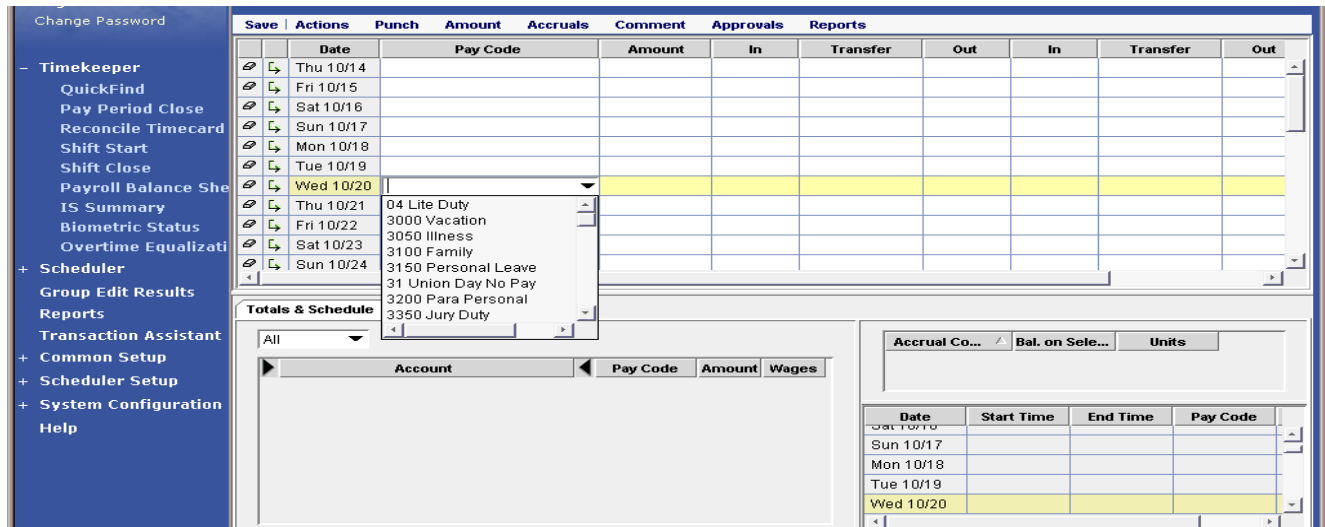 Change Password
Save | Actions Punch Amount Accruals Comment Approvals Reports
Date Pay Code Amount In Transfer Out In Transfer Out
− Timekeeper
QuickFind
Pay Period Close
Reconcile Timecard
Shift Start
Shift Close
Payroll Balance She
IS Summary
Biometric Status
Overtime Equalizati
+ Scheduler
Group Edit Results
Reports
Transaction Assistant
+ Common Setup
+ Scheduler Setup
+ System Configuration
Help
Thu 10/14
Fri 10/15
Sat 10/16
Sun 10/17
Mon 10/18
Tue 10/19
Wed 10/20
Thu 10/21
Fri 10/22
Sat 10/23
Sun 10/24
04 Lite Duty
3000 Vacation
3050 Illness
3100 Family
3150 Personal Leave
31 Union Day No Pay
3200 Para Personal
3350 Jury Duty
Totals & Schedule
All
Account Pay Code Amount Wages
Accrual Co... Bal. on Sele... Units
Date Start Time End Time Pay Code
Sat 10/16
Sun 10/17
Mon 10/18
Tue 10/19
Wed 10/20